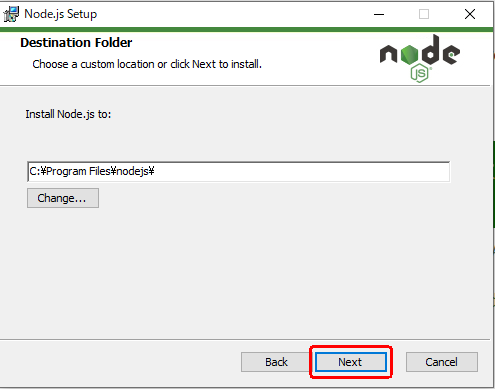 Node.js Setup
Destination Folder
Choose a custom location or click Next to install.
node
JS
Install Node.js to:
C:¥Program Files¥nodejs¥
Change...
Back
Next
Cancel